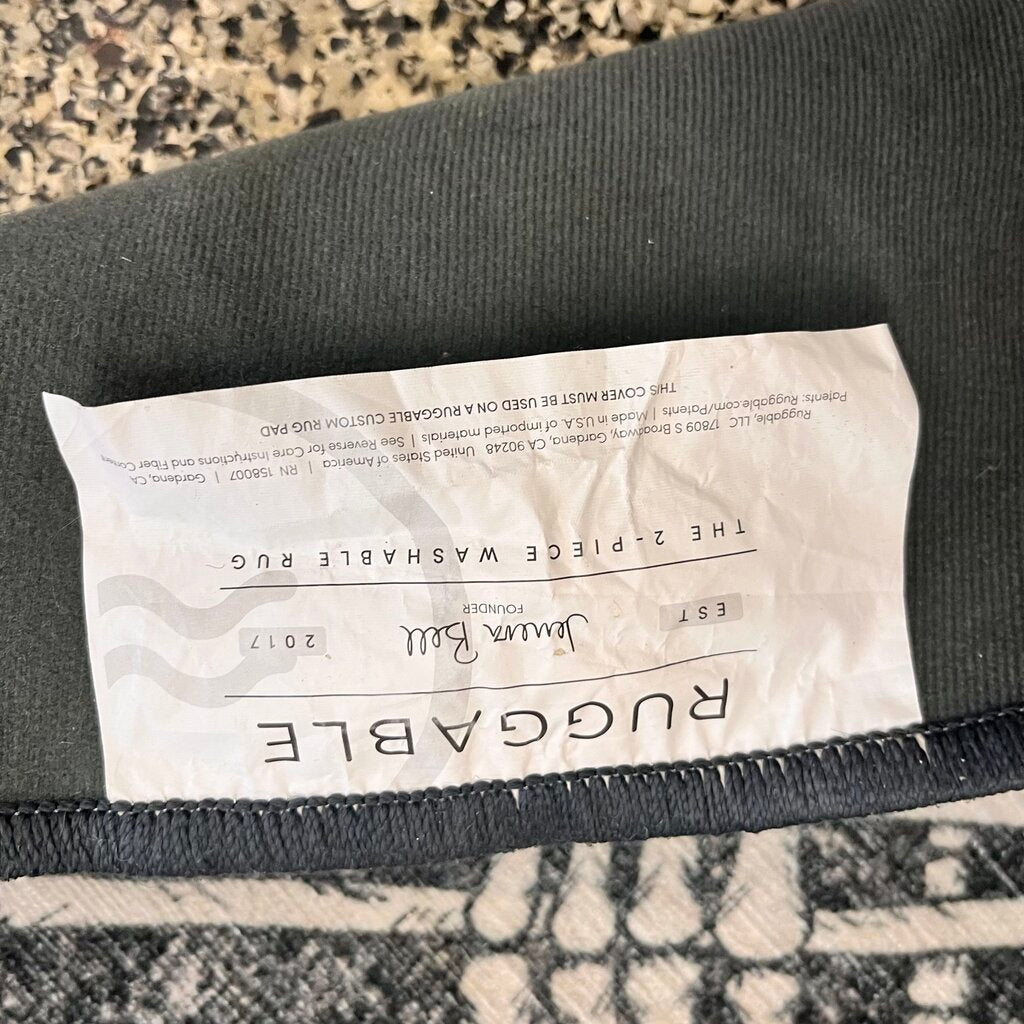 RUGGABLE
EST
Jeneva Bell
2017
FOUNDER
THE 2-PIECE WASHABLE RUG
Ruggable, LLC 17809 S Broadway, Gardena, CA 90248 United States of America | RN 158007 | Gardena, CA
Patents: Ruggable.com/Patents | Made in U.S.A. of imported materials | See Reverse for Care Instructions and Fiber
THIS COVER MUST BE USED ON A RUGGABLE CUSTOM RUG PAD